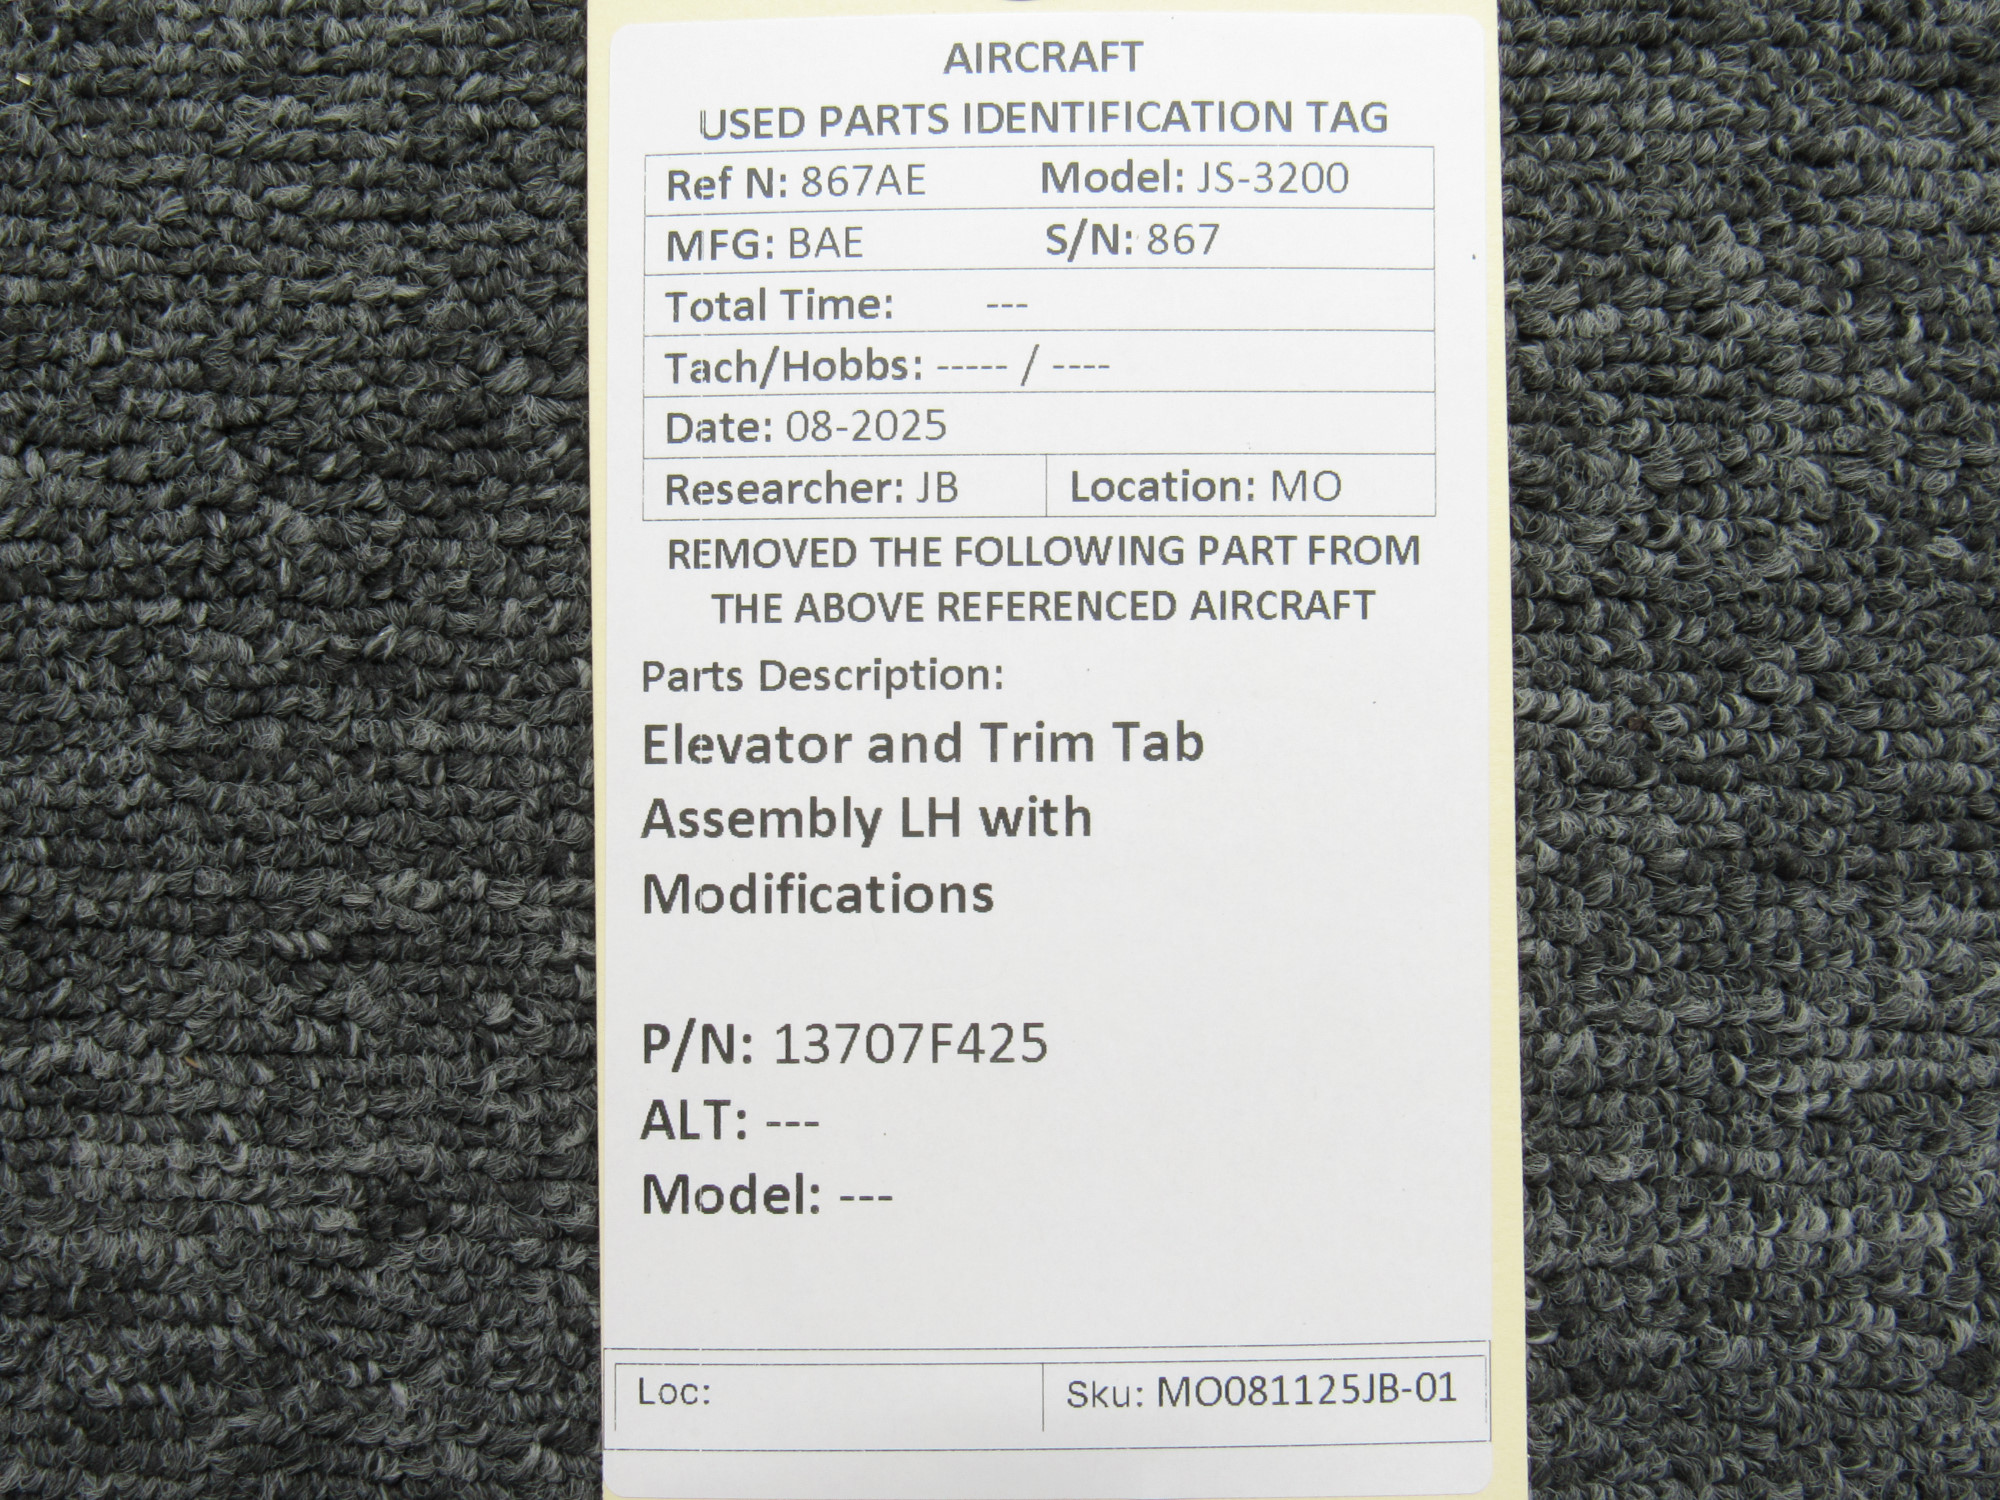 AIRCRAFT
USED PARTS IDENTIFICATION TAG
Ref N: 867AE Model: JS-3200
MFG: BAE S/N: 867
Total Time: ---
Tach/Hobbs: ----- / ----
Date: 08-2025
Researcher: JB Location: MO
REMOVED THE FOLLOWING PART FROM
THE ABOVE REFERENCED AIRCRAFT
Parts Description:
Elevator and Trim Tab
Assembly LH with
Modifications
P/N: 13707F425
ALT: ---
Model: ---
Loc: Sku: MO081125JB-01